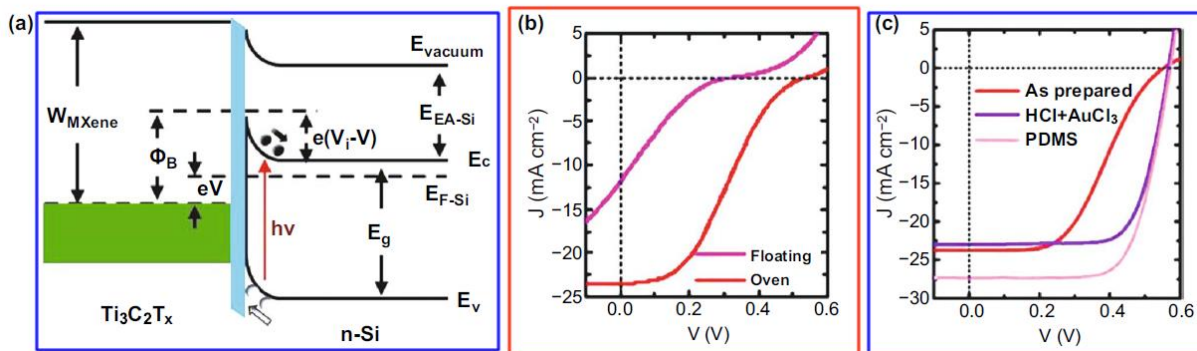 (a)
E_vacuum
W_MXene
E_EA-Si
e(V_i-V)
Φ_B
E_c
eV
E_F-Si
hν
E_g
E_v
Ti₃C₂Tₓ
n-Si
(b)
5
0
−5
−10
−15
−20
−25
J (mA cm⁻²)
Floating
Oven
0.0 0.2 0.4 0.6
V (V)
(c)
5
0
−5
−10
−15
−20
−25
−30
J (mA cm⁻²)
As prepared
HCl+AuCl₃
PDMS
0.0 0.2 0.4 0.6
V (V)